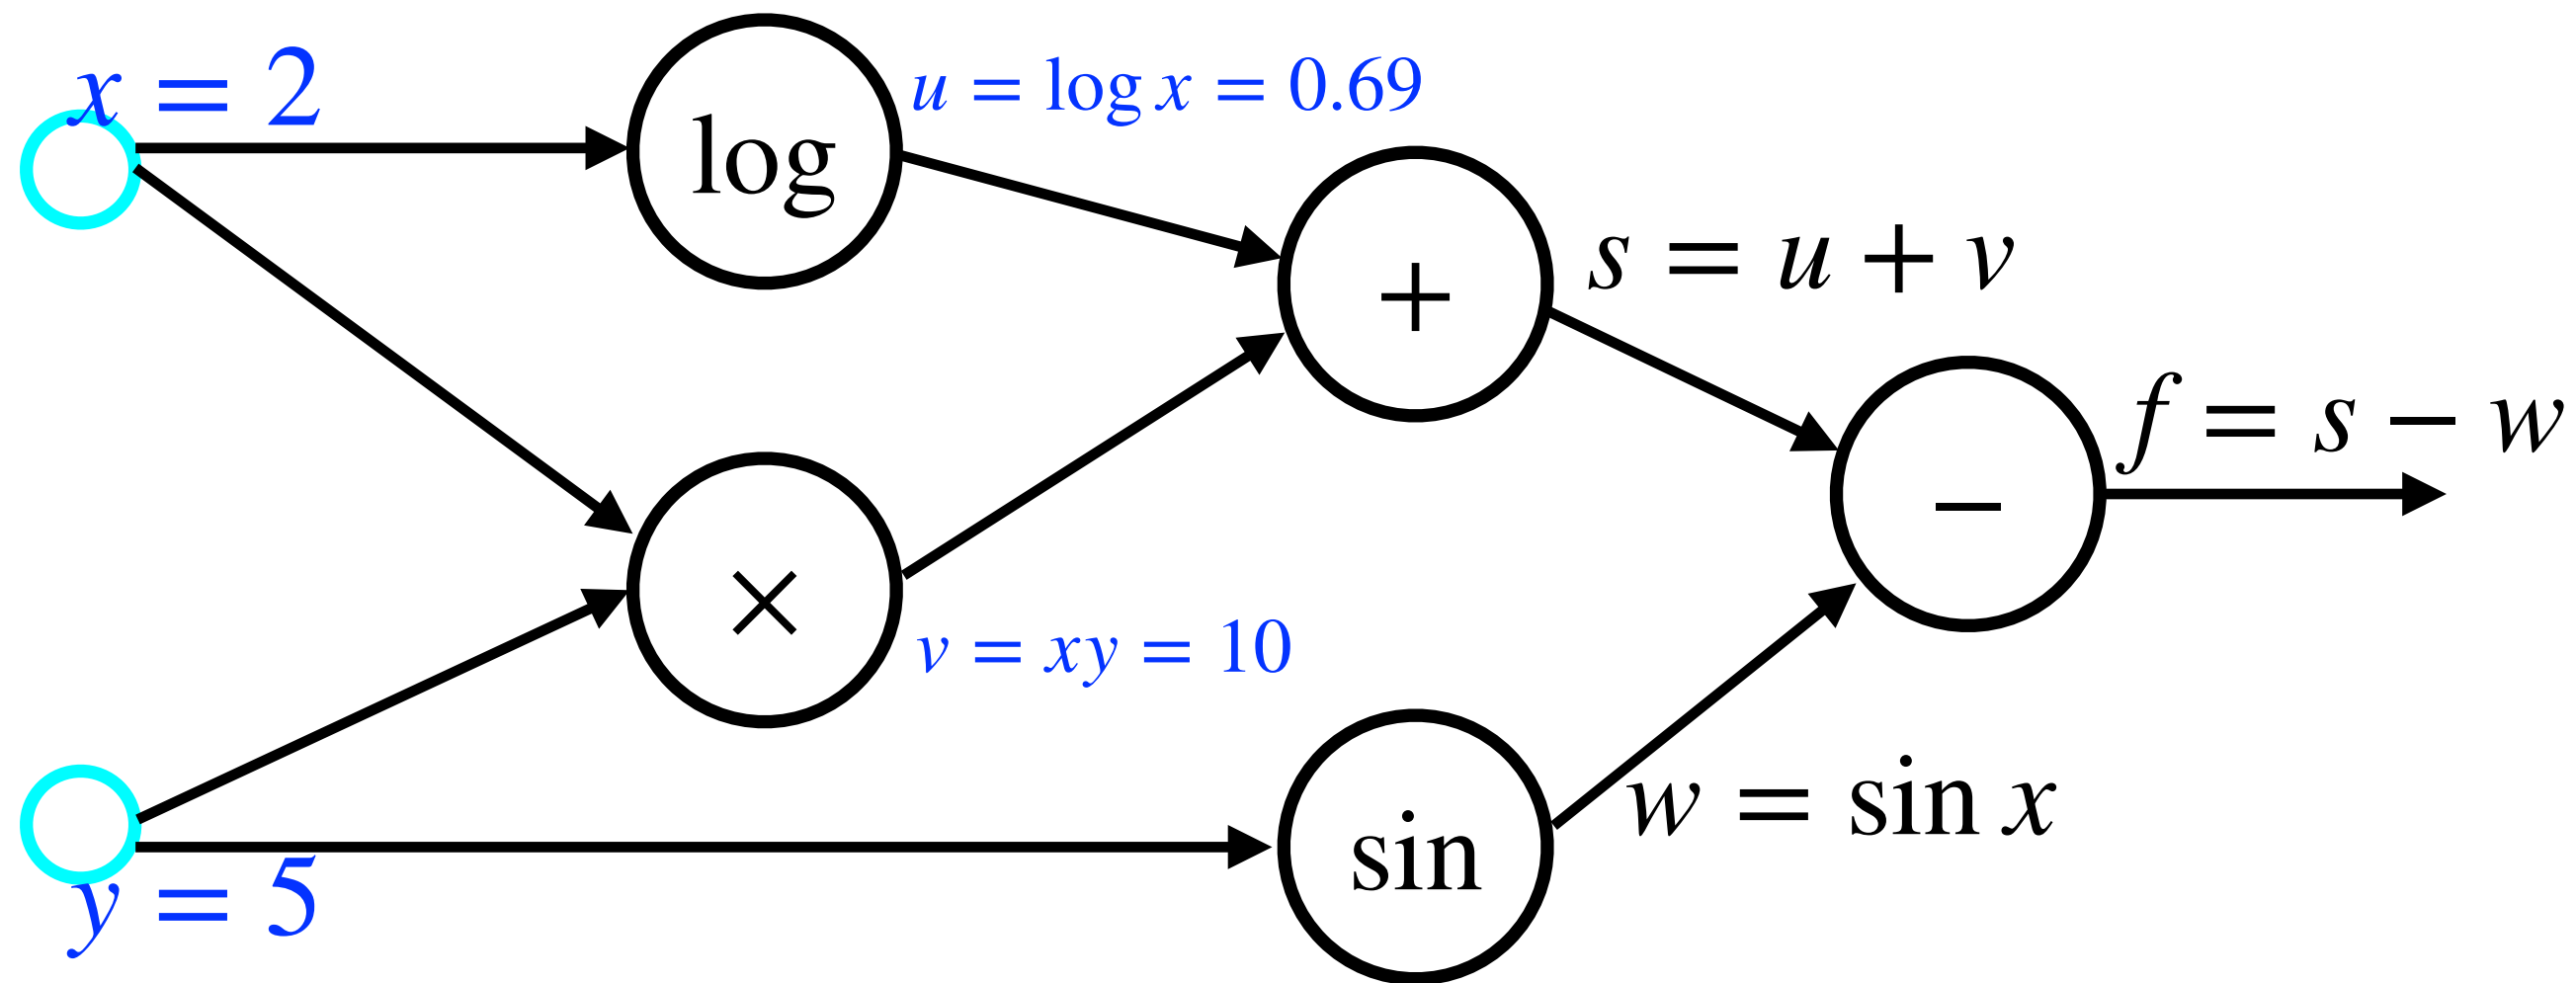 x = 2
log
u = log x = 0.69
+
s = u + v
−
f = s − w
×
v = xy = 10
y = 5
sin
w = sin x